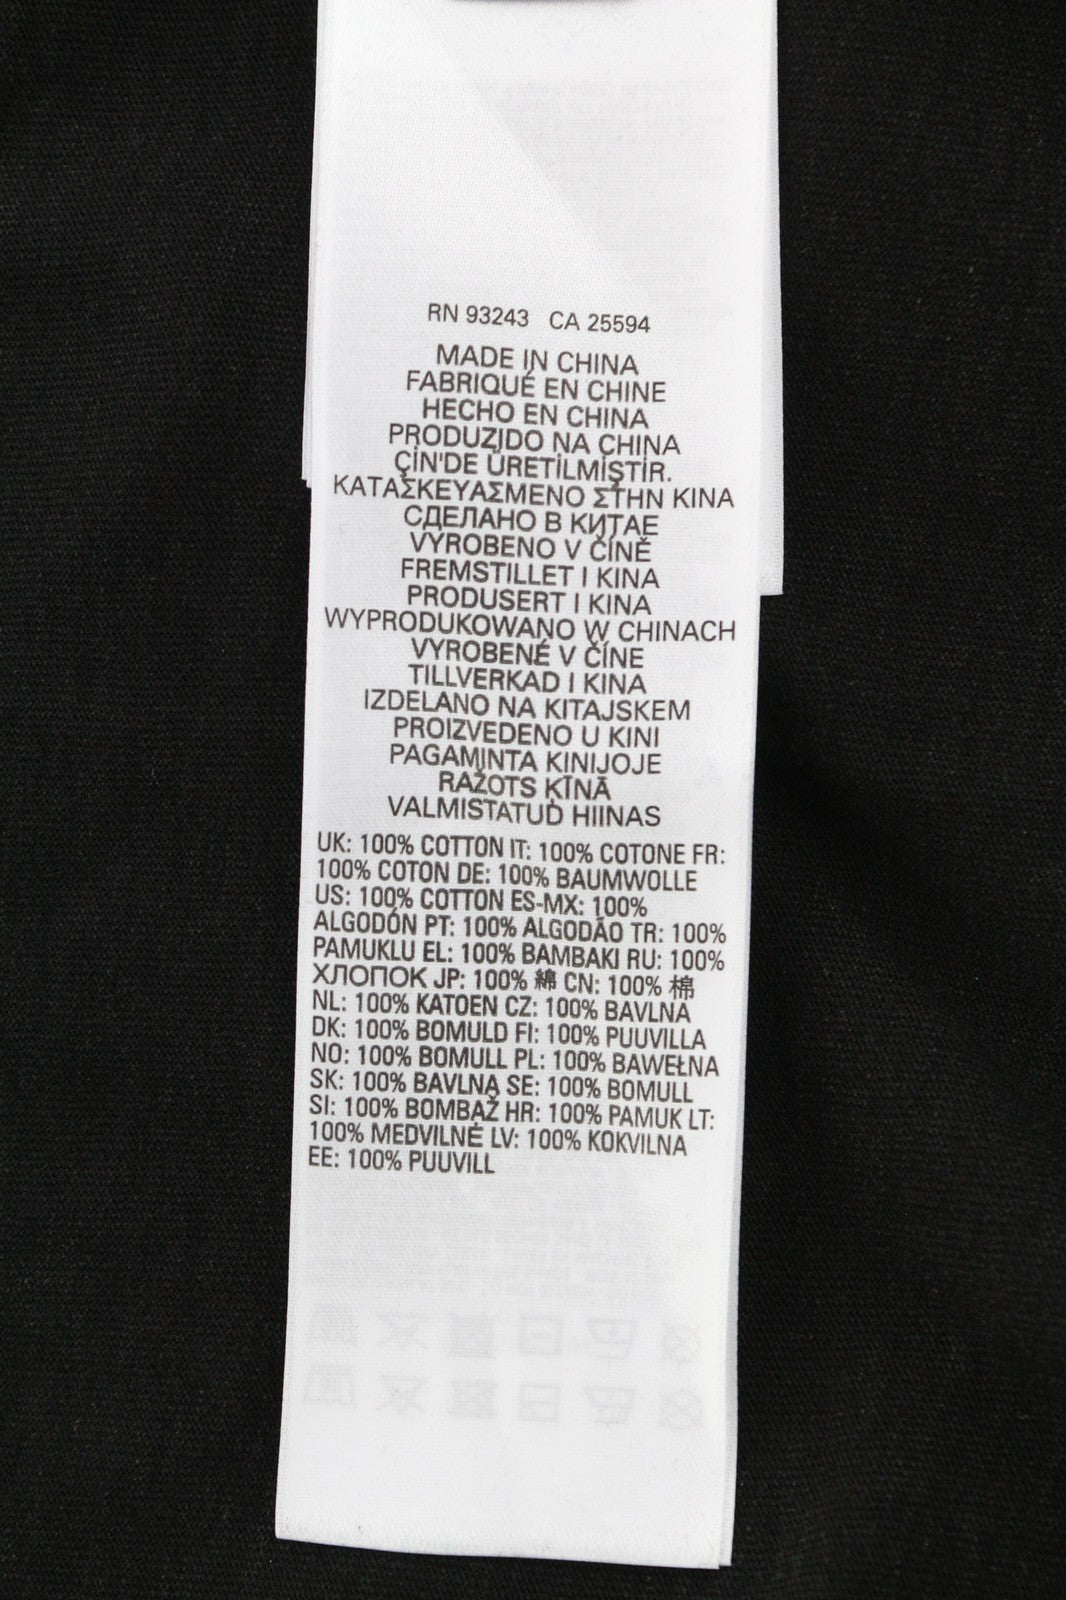 RN 93243 CA 25594
MADE IN CHINA
FABRIQUÉ EN CHINE
HECHO EN CHINA
PRODUZIDO NA CHINA
ÇİN'DE ÜRETİLMİŞTİR.
ΚΑΤΑΣΚΕΥΑΣΜΕΝΟ ΣΤΗΝ ΚΙΝΑ
СДЕЛАНО В КИТАЕ
VYROBENO V ČÍNĚ
FREMSTILLET I KINA
PRODUSERT I KINA
WYPRODUKOWANO W CHINACH
VYROBENÉ V ČÍNE
TILLVERKAD I KINA
IZDELANO NA KITAJSKEM
PROIZVEDENO U KINI
PAGAMINTA KINIJOJE
RAŽOTS ĶĪNĀ
VALMISTATUD HIINAS
UK: 100% COTTON IT: 100% COTONE FR:
100% COTON DE: 100% BAUMWOLLE
US: 100% COTTON ES-MX: 100%
ALGODÓN PT: 100% ALGODÃO TR: 100%
PAMUKLU EL: 100% ΒΑΜΒΑΚΙ RU: 100%
ХЛОПОК JP: 100% 綿 CN: 100% 棉
NL: 100% KATOEN CZ: 100% BAVLNA
DK: 100% BOMULD FI: 100% PUUVILLA
NO: 100% BOMULL PL: 100% BAWEŁNA
SK: 100% BAVLNA SE: 100% BOMULL
SI: 100% BOMBAŽ HR: 100% PAMUK LT:
100% MEDVILNĖ LV: 100% KOKVILNA
EE: 100% PUUVILL